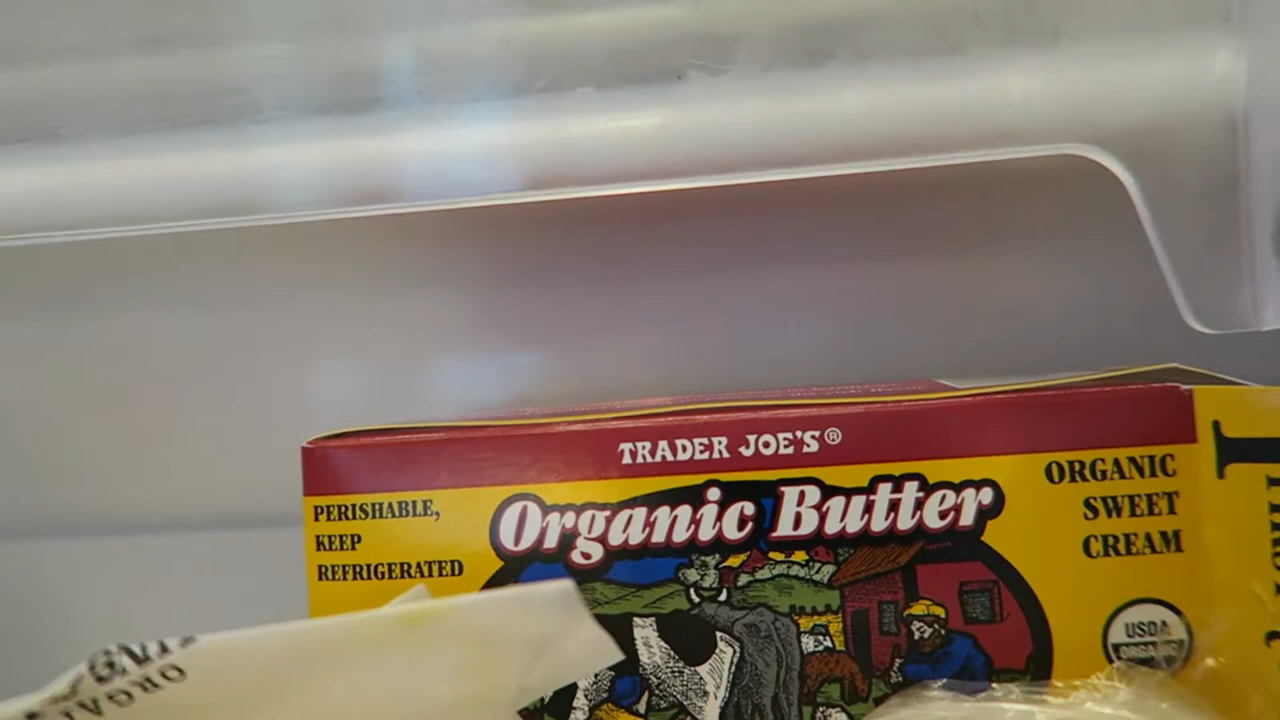 TRADER JOE'S®
Organic Butter
PERISHABLE,
KEEP
REFRIGERATED
ORGANIC
SWEET
CREAM
USDA
ORGANIC